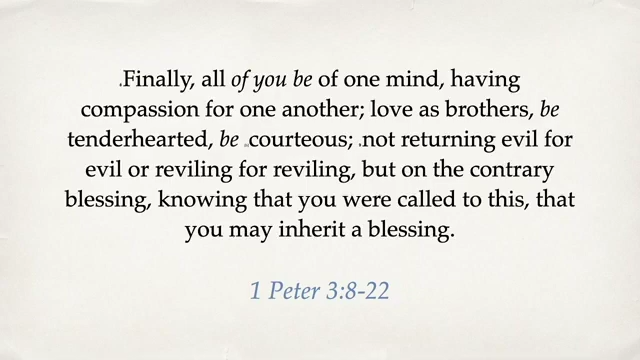 Finally, all of you be of one mind, having
compassion for one another; love as brothers, be
tenderhearted, be courteous; not returning evil for
evil or reviling for reviling, but on the contrary
blessing, knowing that you were called to this, that
you may inherit a blessing.
1 Peter 3:8-22